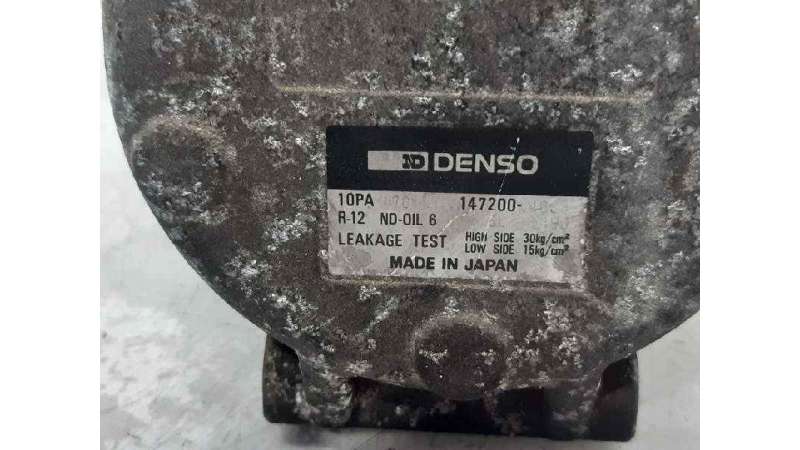 ND DENSO
10PA 147200-
R-12 ND-OIL 6
LEAKAGE TEST HIGH SIDE 30kg/cm²
LOW SIDE 15kg/cm²
MADE IN JAPAN